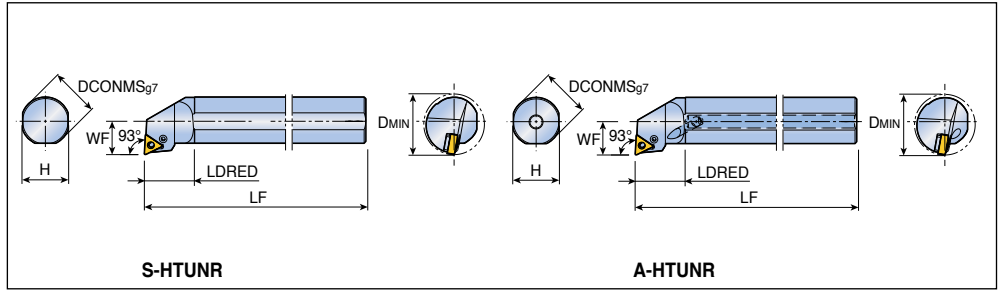 DCONMSg7
WF
93°
H
LDRED
LF
DMIN
S-HTUNR
DCONMSg7
WF
93°
H
LDRED
LF
DMIN
A-HTUNR